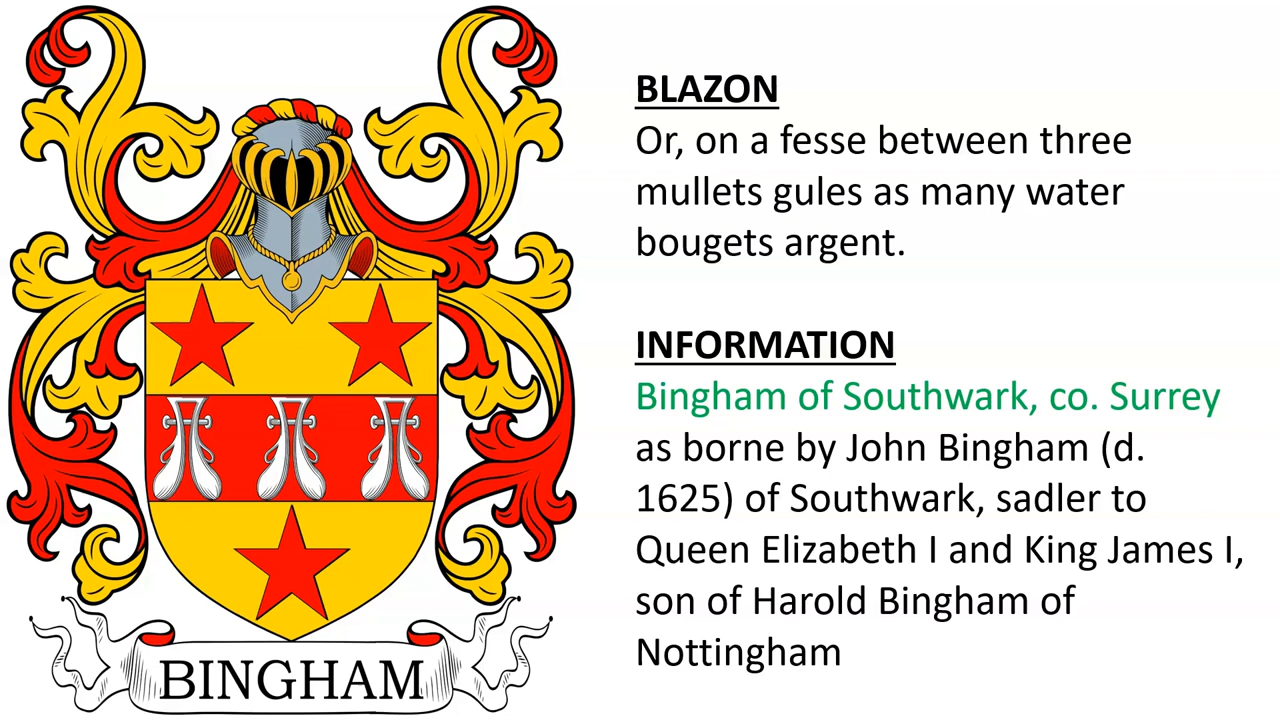 BLAZON
Or, on a fesse between three
mullets gules as many water
bougets argent.
INFORMATION
Bingham of Southwark, co. Surrey
as borne by John Bingham (d.
1625) of Southwark, sadler to
Queen Elizabeth I and King James I,
son of Harold Bingham of
Nottingham
BINGHAM